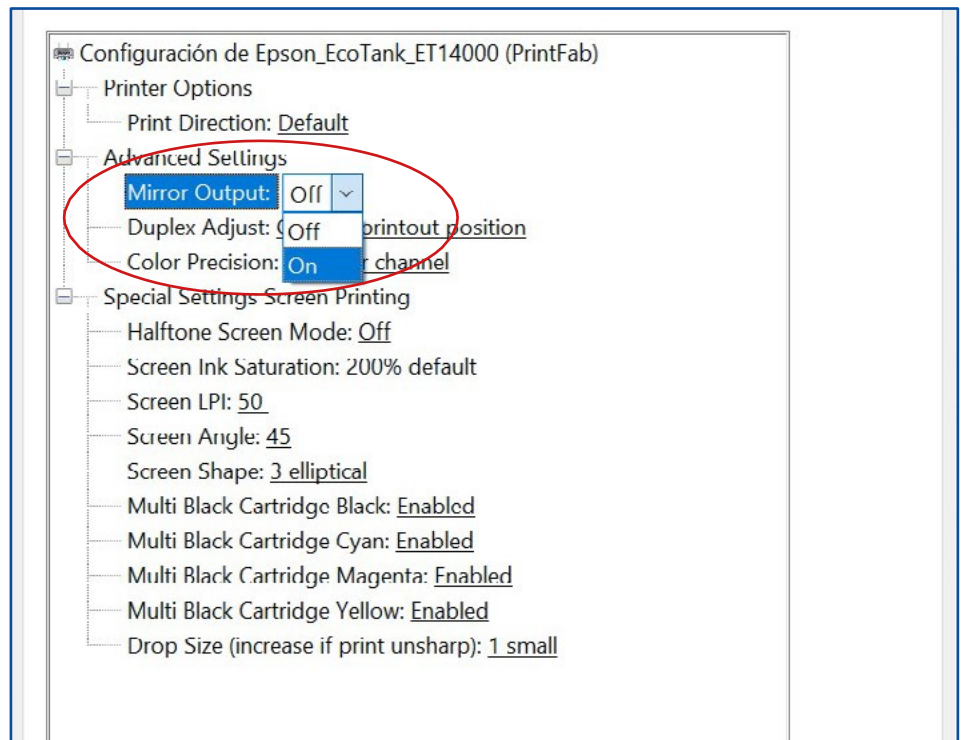 Configuración de Epson_EcoTank_ET14000 (PrintFab)
Printer Options
Print Direction: Default
Advanced Settings
Mirror Output: Off
Duplex Adjust: Off printout position
Color Precision: On channel
Special Settings Screen Printing
Halftone Screen Mode: Off
Screen Ink Saturation: 200% default
Screen LPI: 50
Screen Angle: 45
Screen Shape: 3 elliptical
Multi Black Cartridge Black: Enabled
Multi Black Cartridge Cyan: Enabled
Multi Black Cartridge Magenta: Enabled
Multi Black Cartridge Yellow: Enabled
Drop Size (increase if print unsharp): 1 small